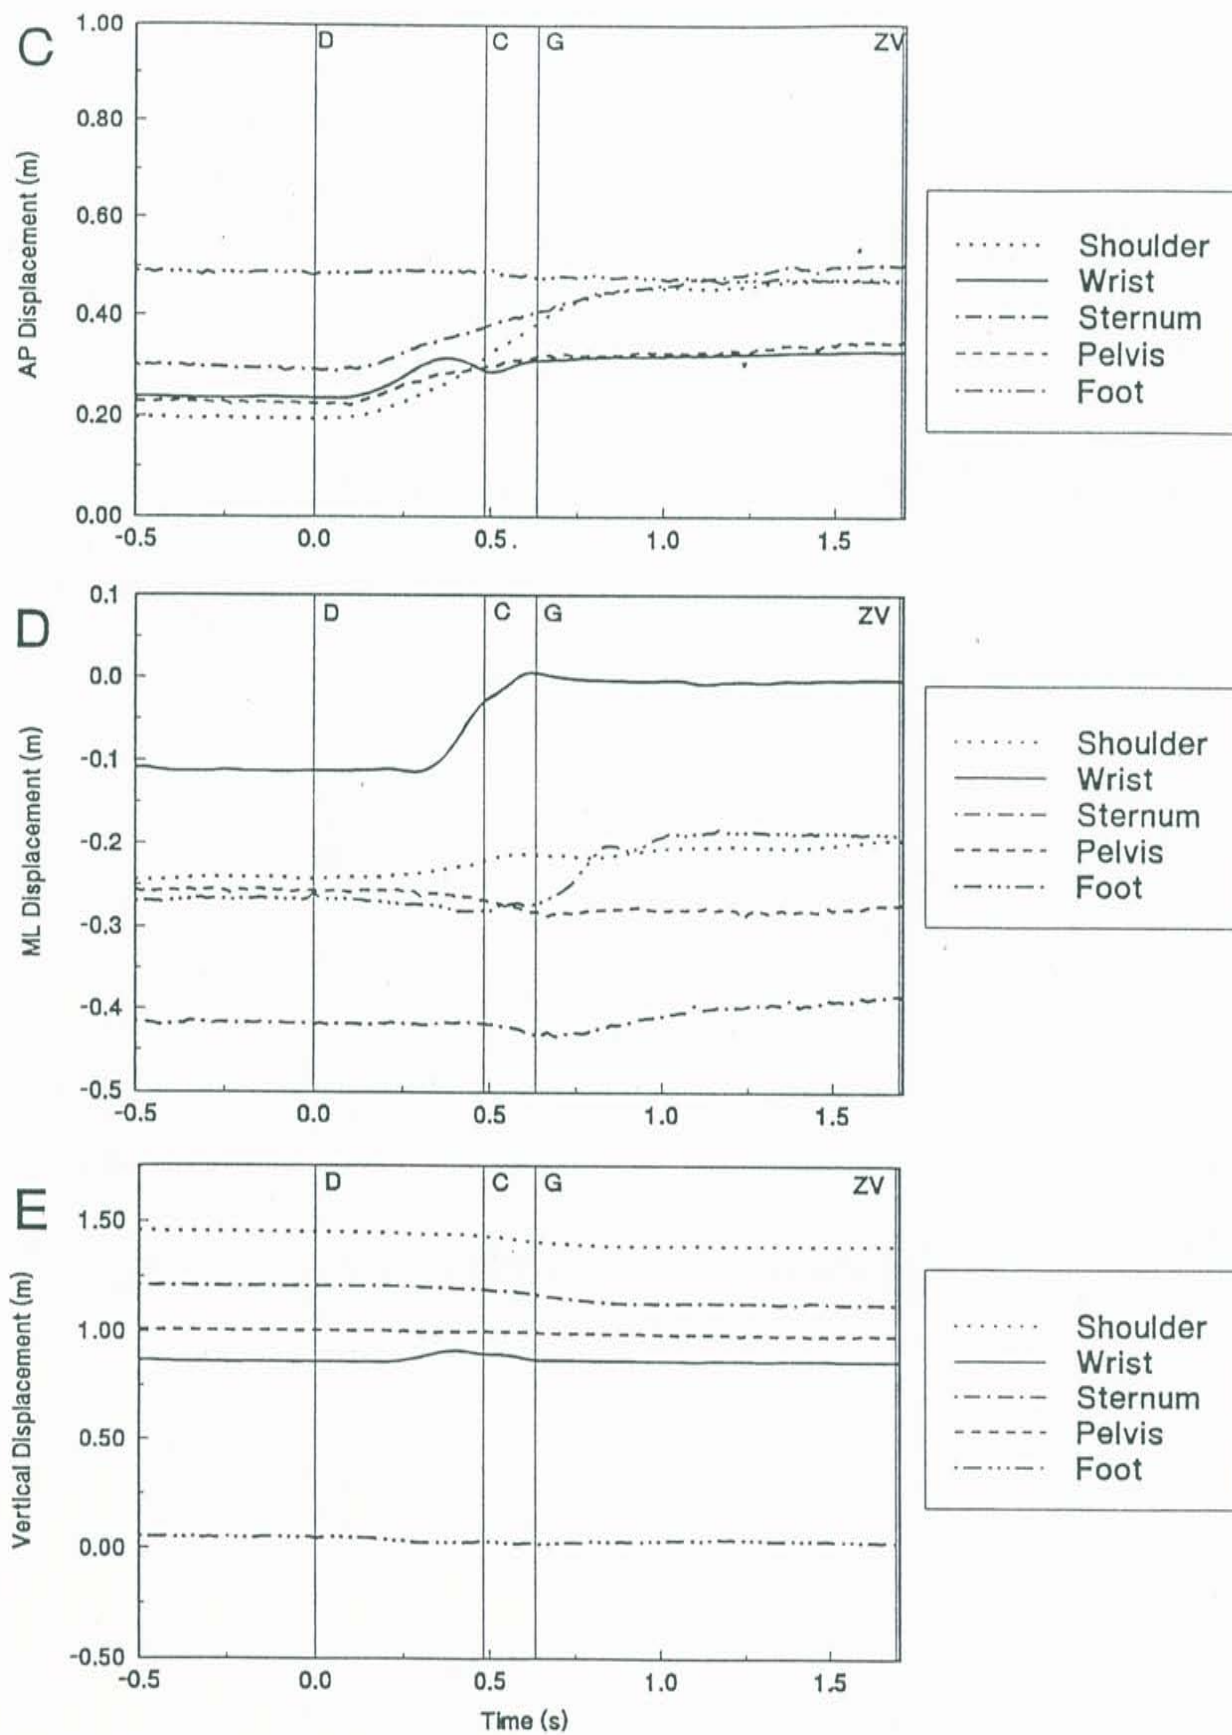 C
AP Displacement (m)
1.00
0.80
0.60
0.40
0.20
0.00
D
C
G
ZV
-0.5
0.0
0.5
1.0
1.5
Shoulder
Wrist
Sternum
Pelvis
Foot
D
ML Displacement (m)
0.1
0.0
-0.1
-0.2
-0.3
-0.4
-0.5
D
C
G
ZV
-0.5
0.0
0.5
1.0
1.5
Shoulder
Wrist
Sternum
Pelvis
Foot
E
Vertical Displacement (m)
1.50
1.00
0.50
0.00
-0.50
D
C
G
ZV
-0.5
0.0
0.5
1.0
1.5
Time (s)
Shoulder
Wrist
Sternum
Pelvis
Foot